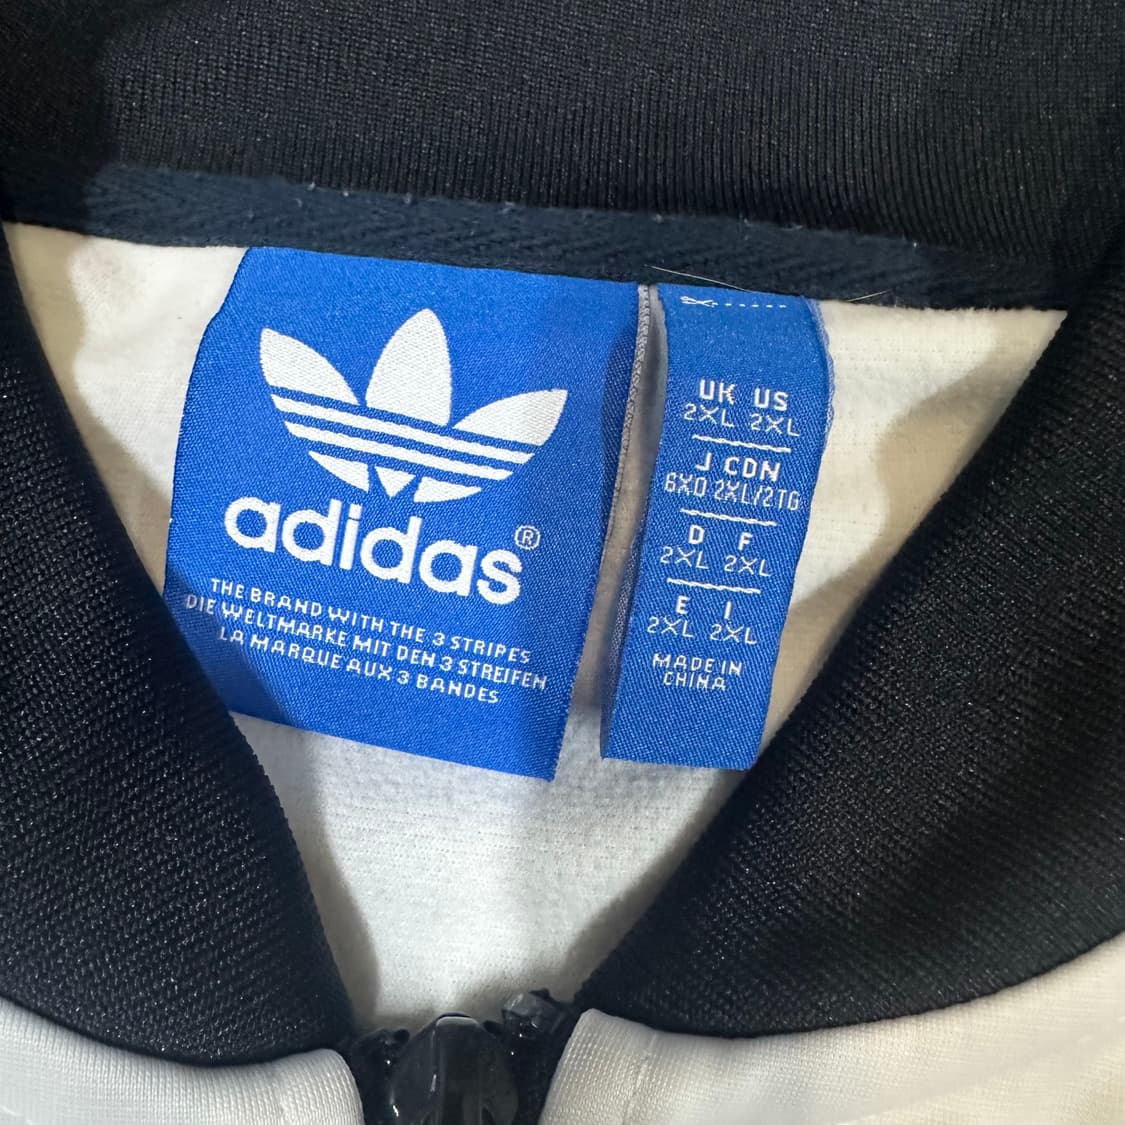 adidas®
THE BRAND WITH THE 3 STRIPES
DIE WELTMARKE MIT DEN 3 STREIFEN
LA MARQUE AUX 3 BANDES
UK US
2XL 2XL
J CDN
6XO 2XL/2TG
D F
2XL 2XL
E I
2XL 2XL
MADE IN
CHINA